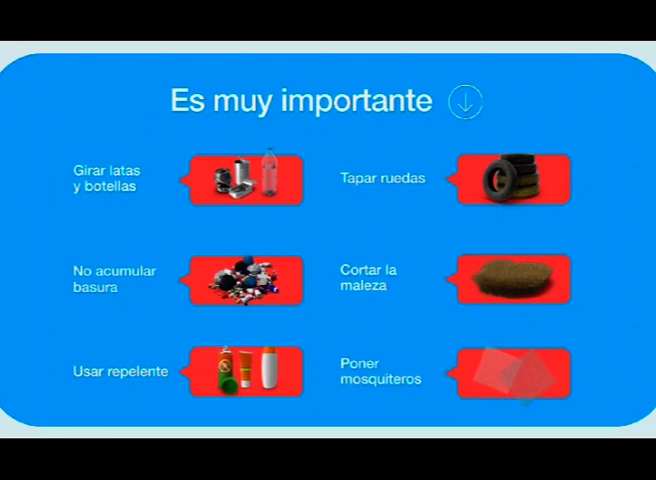 Es muy importante
Girar latas
y botellas
Tapar ruedas
No acumular
basura
Cortar la
maleza
Usar repelente
Poner
mosquiteros